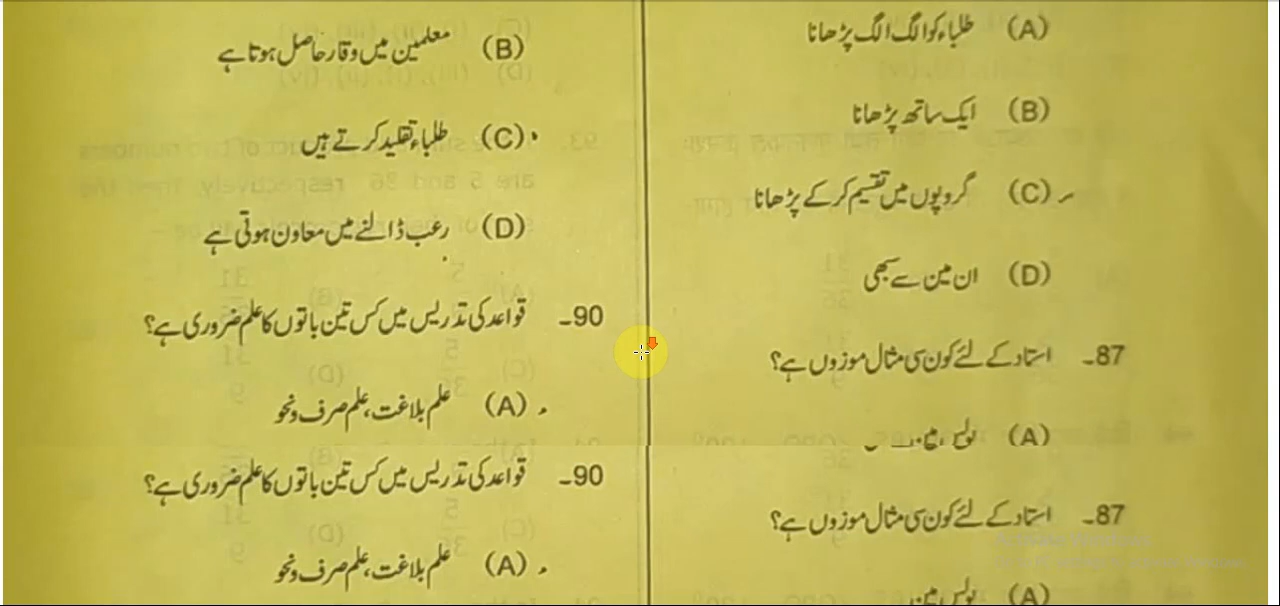 (A) طلباء کو الگ الگ پڑھانا
(B) ایک ساتھ پڑھانا
(C) گروپوں میں تقسیم کر کے پڑھانا
(D) ان مین سے سبھی
87۔ استاد کے لئے کون سی مثال موزوں ہے؟
(A)
87۔ استاد کے لئے کون سی مثال موزوں ہے؟
(A)
(B) معلمین میں وقار حاصل ہوتا ہے
(C) طلباء تقلید کرتے ہیں
(D) رعب ڈالنے میں معاون ہوتی ہے
90۔ قواعد کی تدریس میں کس تین باتوں کا علم ضروری ہے؟
(A) علم بلاغت، علم صرف ونحو
90۔ قواعد کی تدریس میں کس تین باتوں کا علم ضروری ہے؟
(A) علم بلاغت، علم صرف ونحو